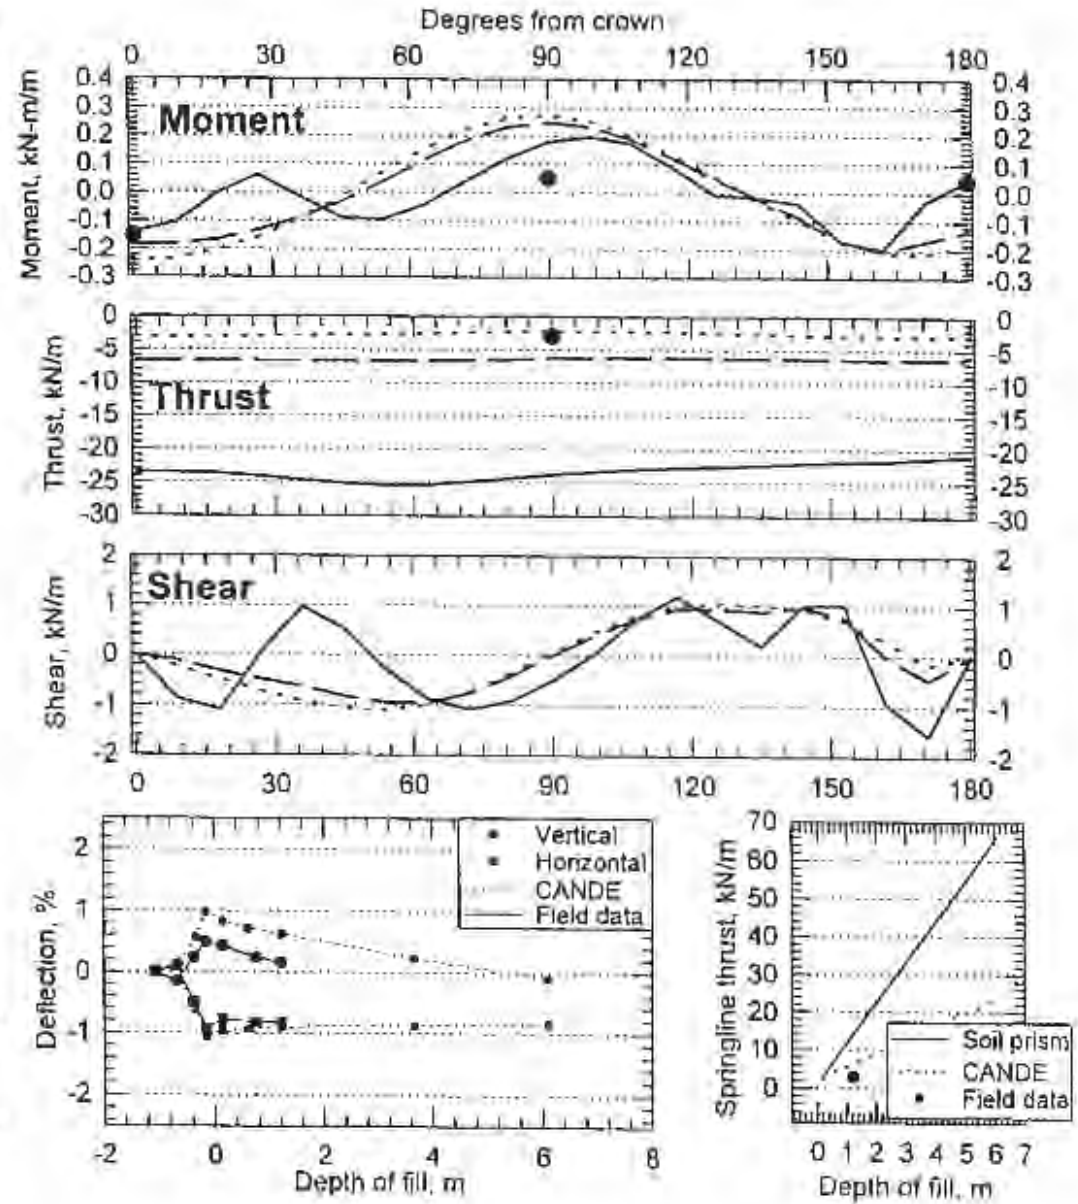 Degrees from crown
0 30 60 90 120 150 180
Moment, kN-m/m
0.4 0.4
0.3 0.3
0.2 0.2
0.1 0.1
0.0 0.0
-0.1 -0.1
-0.2 -0.2
-0.3 -0.3
Moment
Thrust, kN/m
0 0
-5 -5
-10 -10
-15 -15
-20 -20
-25 -25
-30 -30
Thrust
Shear, kN/m
2 2
1 1
0 0
-1 -1
-2 -2
Shear
0 30 60 90 120 150 180
Deflection, %
2
1
0
-1
-2
Vertical
Horizontal
CANDE
Field data
-2 0 2 4 6 8
Depth of fill, m
Springline thrust, kN/m
70
60
50
40
30
20
10
0
Soil prism
CANDE
Field data
0 1 2 3 4 5 6 7
Depth of fill, m